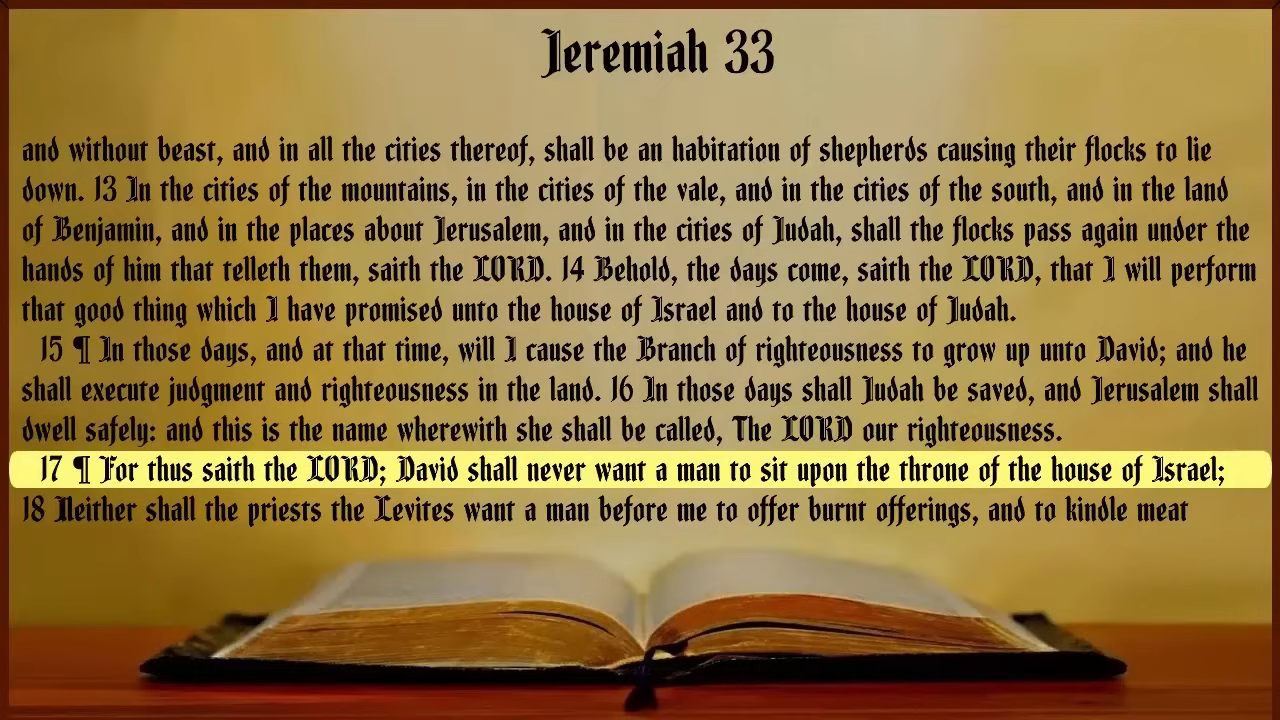 Jeremiah 33
and without beast, and in all the cities thereof, shall be an habitation of shepherds causing their flocks to lie
down. 13 In the cities of the mountains, in the cities of the vale, and in the cities of the south, and in the land
of Benjamin, and in the places about Jerusalem, and in the cities of Judah, shall the flocks pass again under the
hands of him that telleth them, saith the LORD. 14 Behold, the days come, saith the LORD, that I will perform
that good thing which I have promised unto the house of Israel and to the house of Judah.
15 ¶ In those days, and at that time, will I cause the Branch of righteousness to grow up unto David; and he
shall execute judgment and righteousness in the land. 16 In those days shall Judah be saved, and Jerusalem shall
dwell safely: and this is the name wherewith she shall be called, The LORD our righteousness.
17 ¶ For thus saith the LORD; David shall never want a man to sit upon the throne of the house of Israel;
18 Neither shall the priests the Levites want a man before me to offer burnt offerings, and to kindle meat